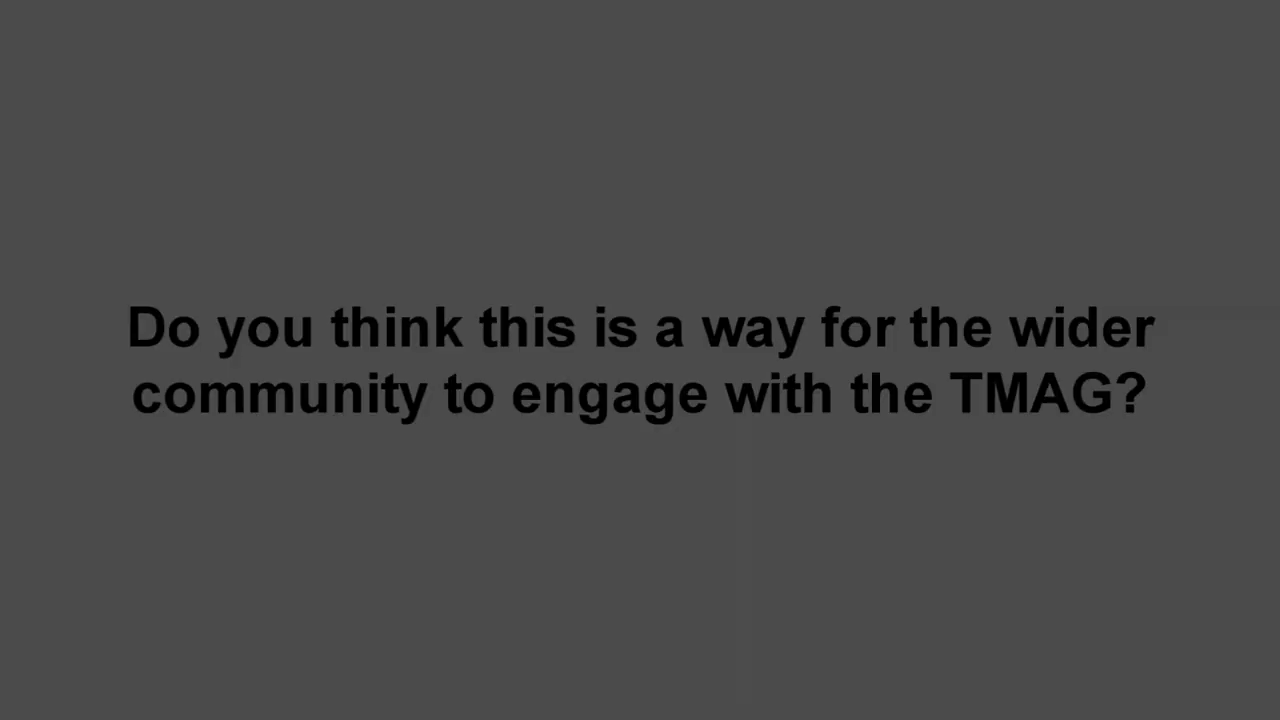 Do you think this is a way for the wider
community to engage with the TMAG?